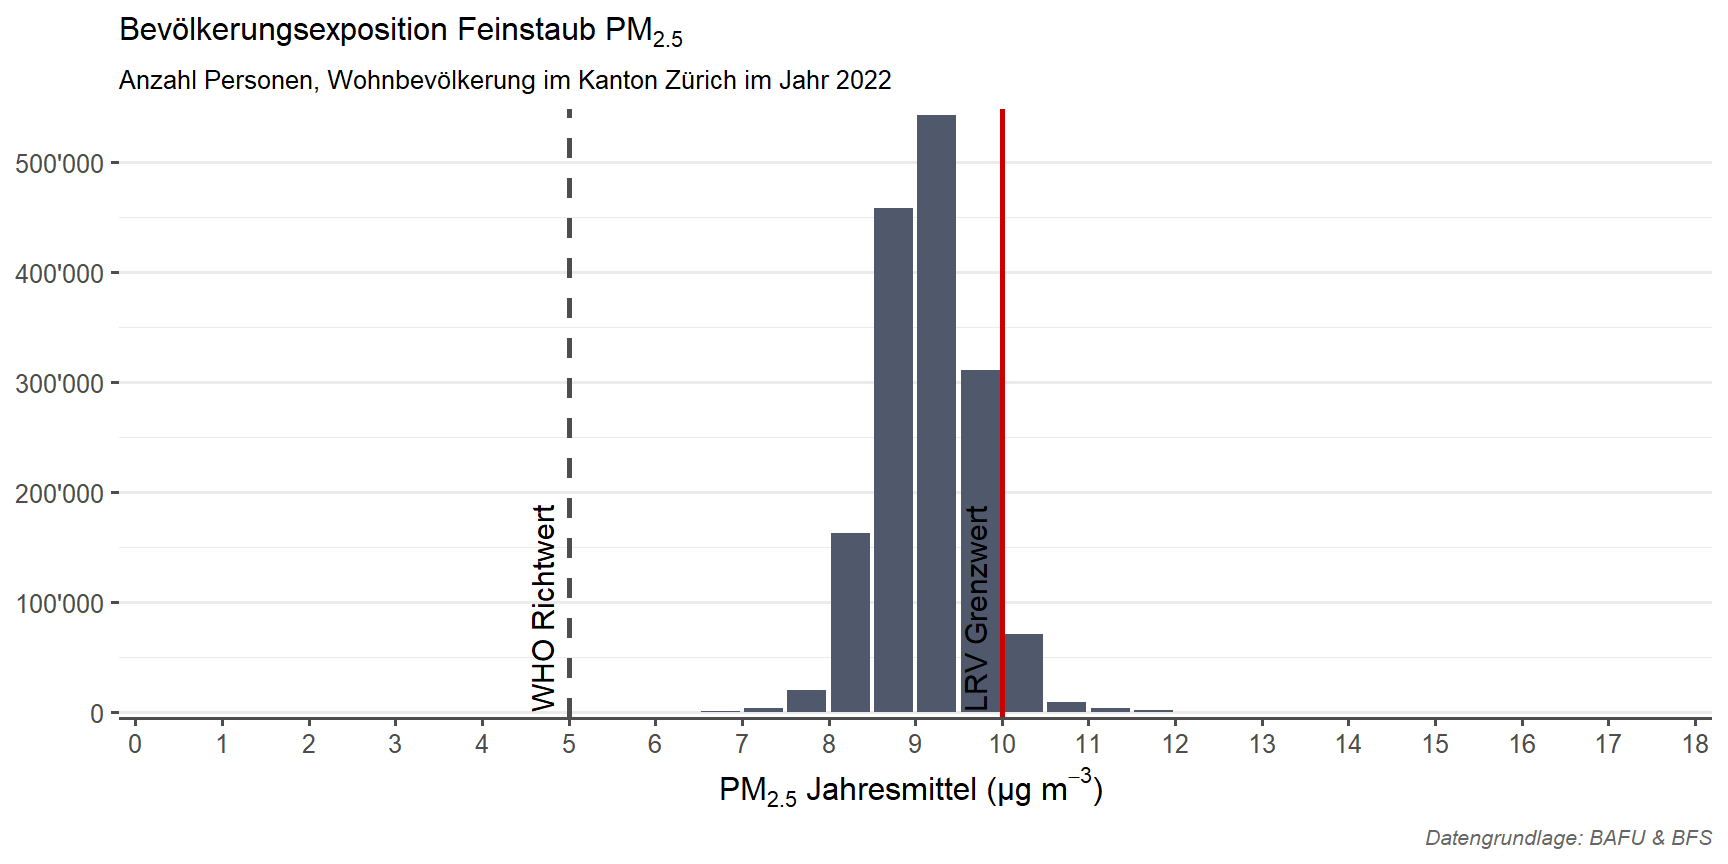 Bevölkerungsexposition Feinstaub PM₂.₅
Anzahl Personen, Wohnbevölkerung im Kanton Zürich im Jahr 2022
500'000
400'000
300'000
200'000
100'000
0
WHO Richtwert
LRV Grenzwert
0 1 2 3 4 5 6 7 8 9 10 11 12 13 14 15 16 17 18
PM₂.₅ Jahresmittel (µg m⁻³)
Datengrundlage: BAFU & BFS